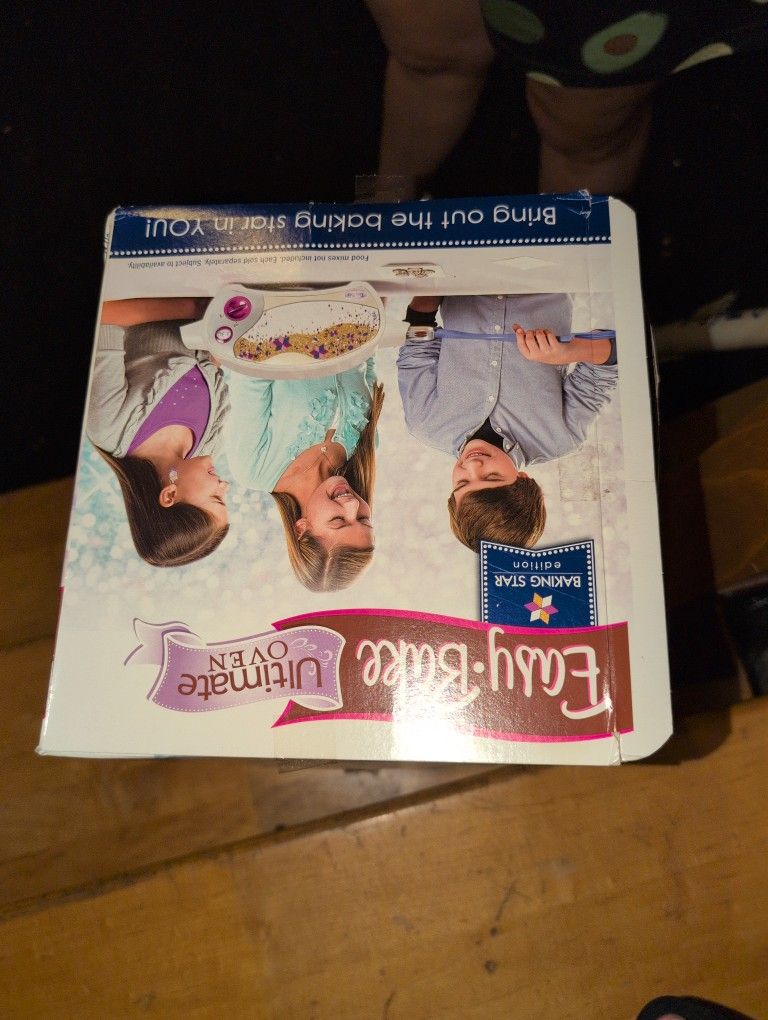 Easy·Bake
Ultimate
OVEN
BAKING STAR
edition
Food mixes not included. Each sold separately. Subject to availability.
Bring out the baking star in YOU!